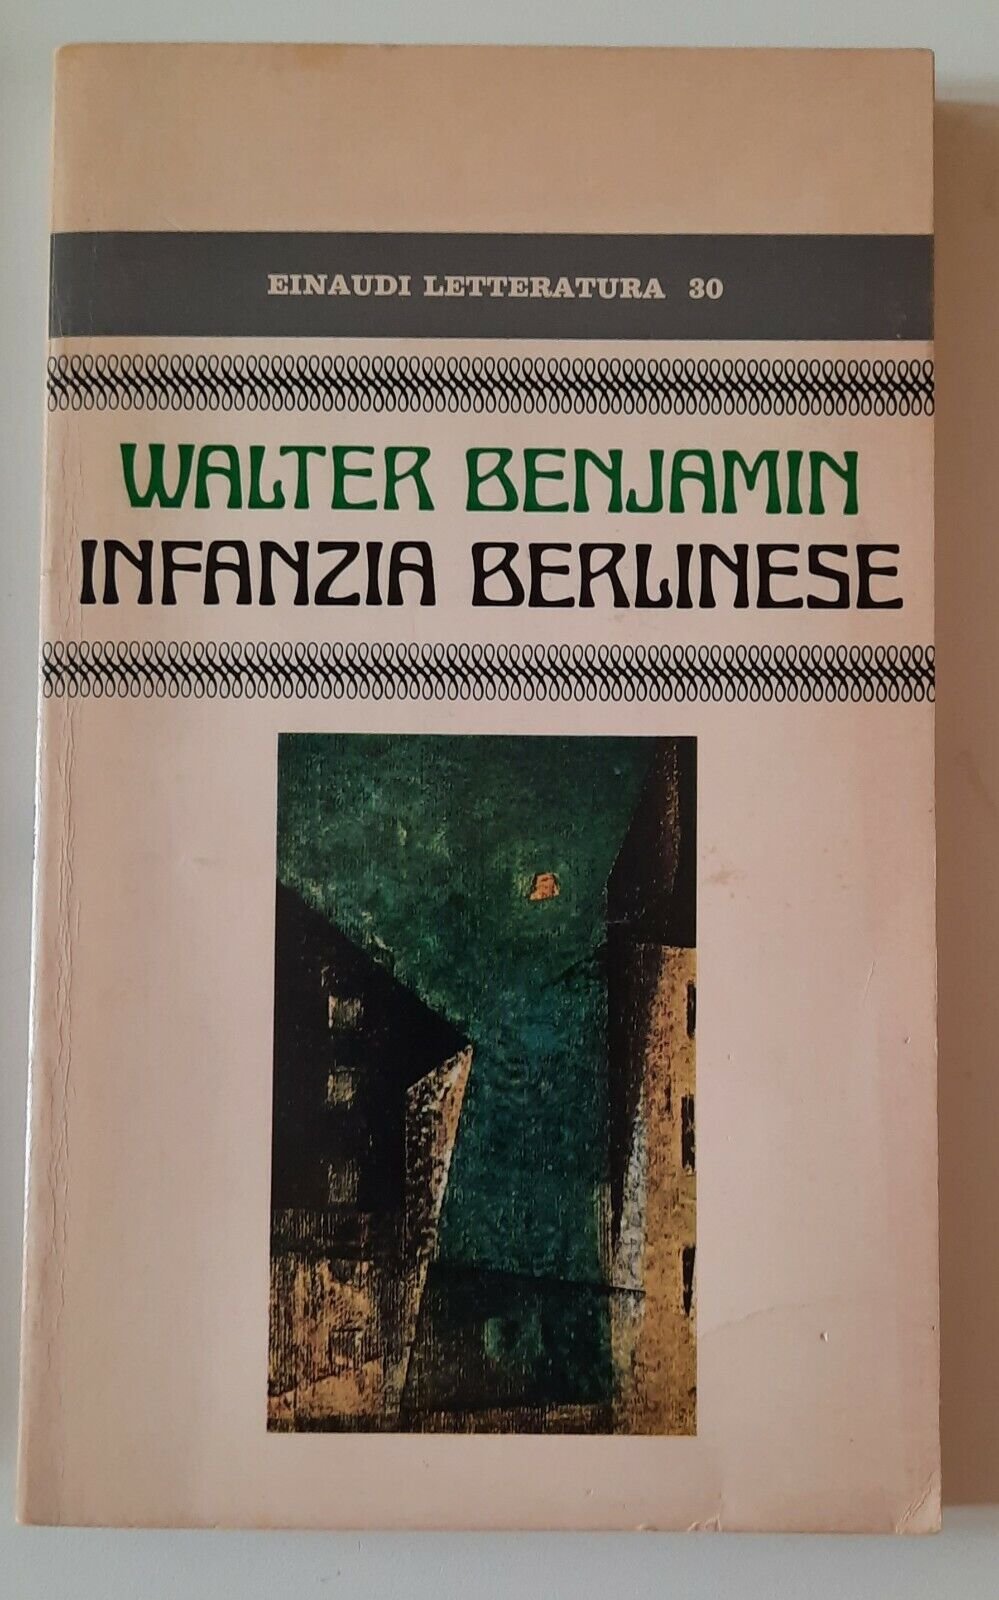 EINAUDI LETTERATURA 30
WALTER BENJAMIN
INFANZIA BERLINESE